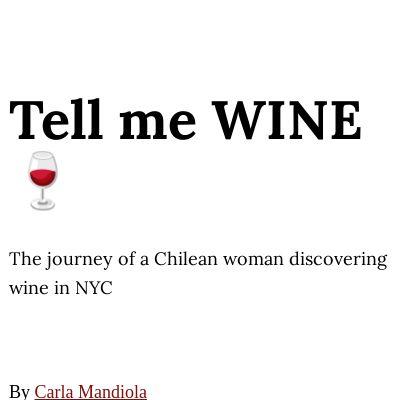 Tell me WINE
🍷
The journey of a Chilean woman discovering
wine in NYC
By Carla Mandiola